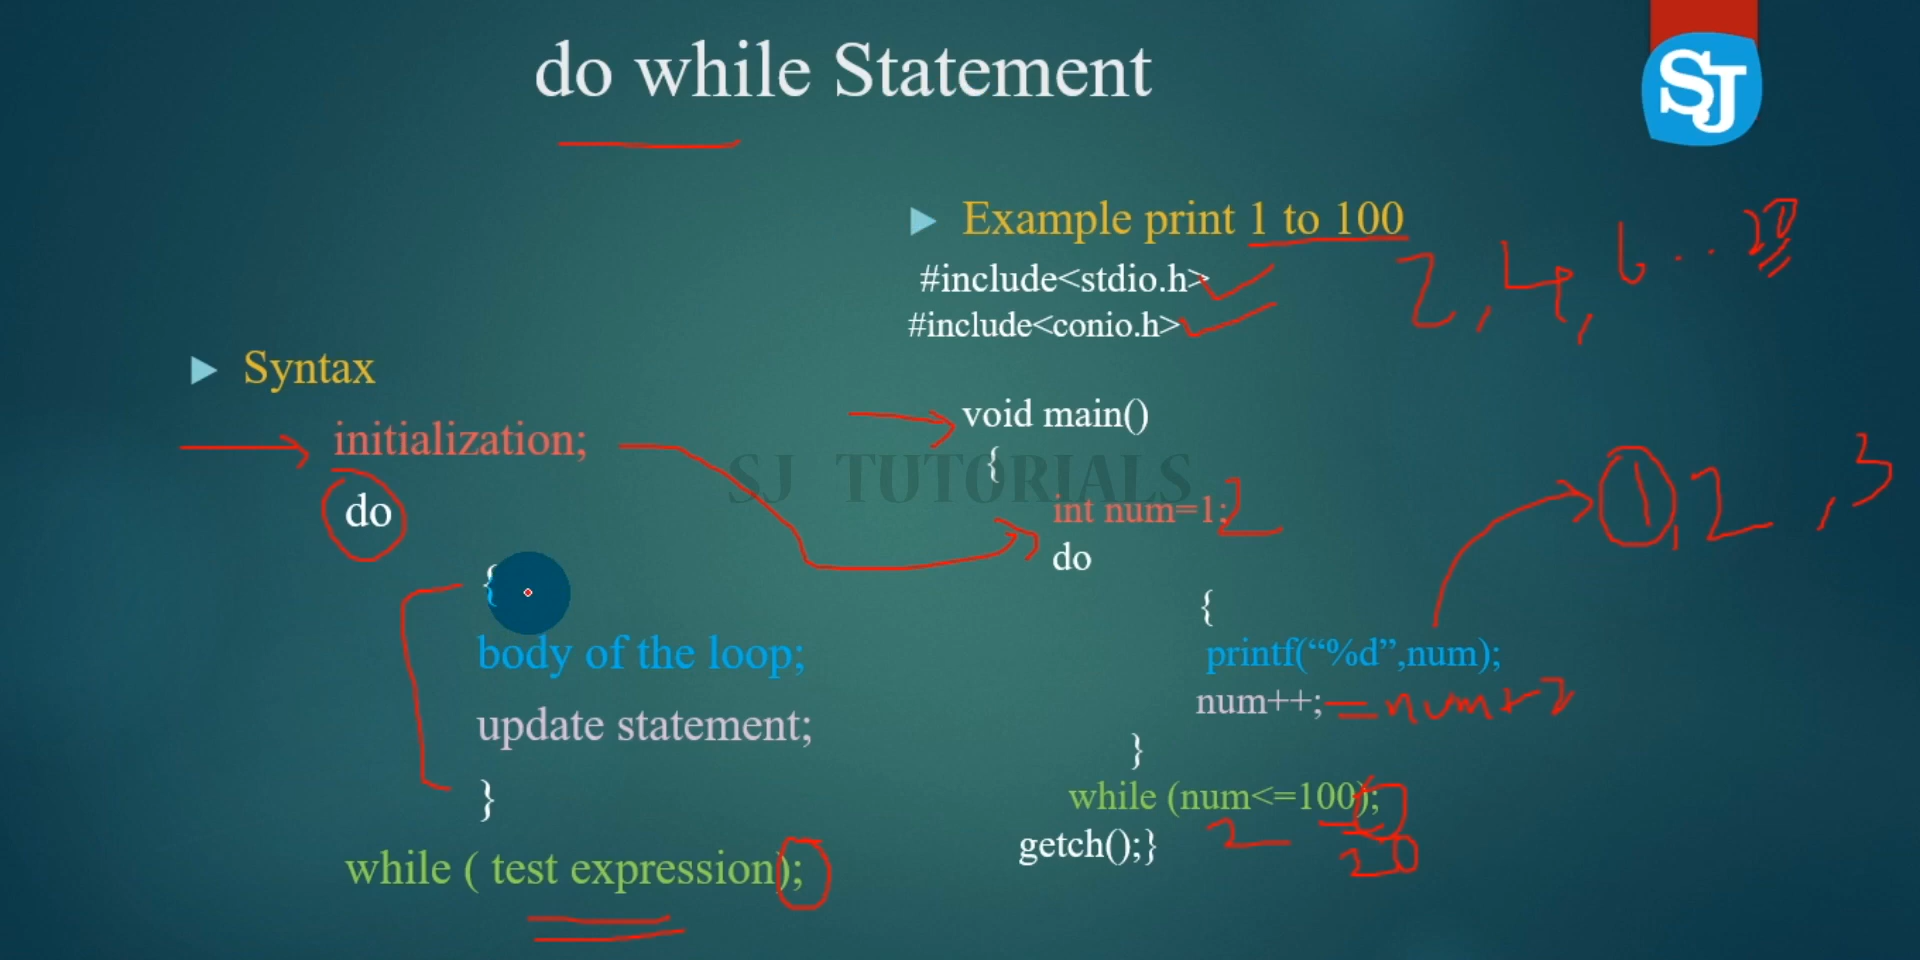 do while Statement
SJ
Example print 1 to 100
2, 4, 6 . . . 20
#include<stdio.h>
#include<conio.h>
Syntax
initialization;
do
{
body of the loop;
update statement;
}
while ( test expression);
void main()
{
SJ TUTORIALS
int num=1; 2
do
{
1, 2 , 3
printf(“%d”,num);
num++; = num+2
}
while (num<=100);
2 20
getch();}